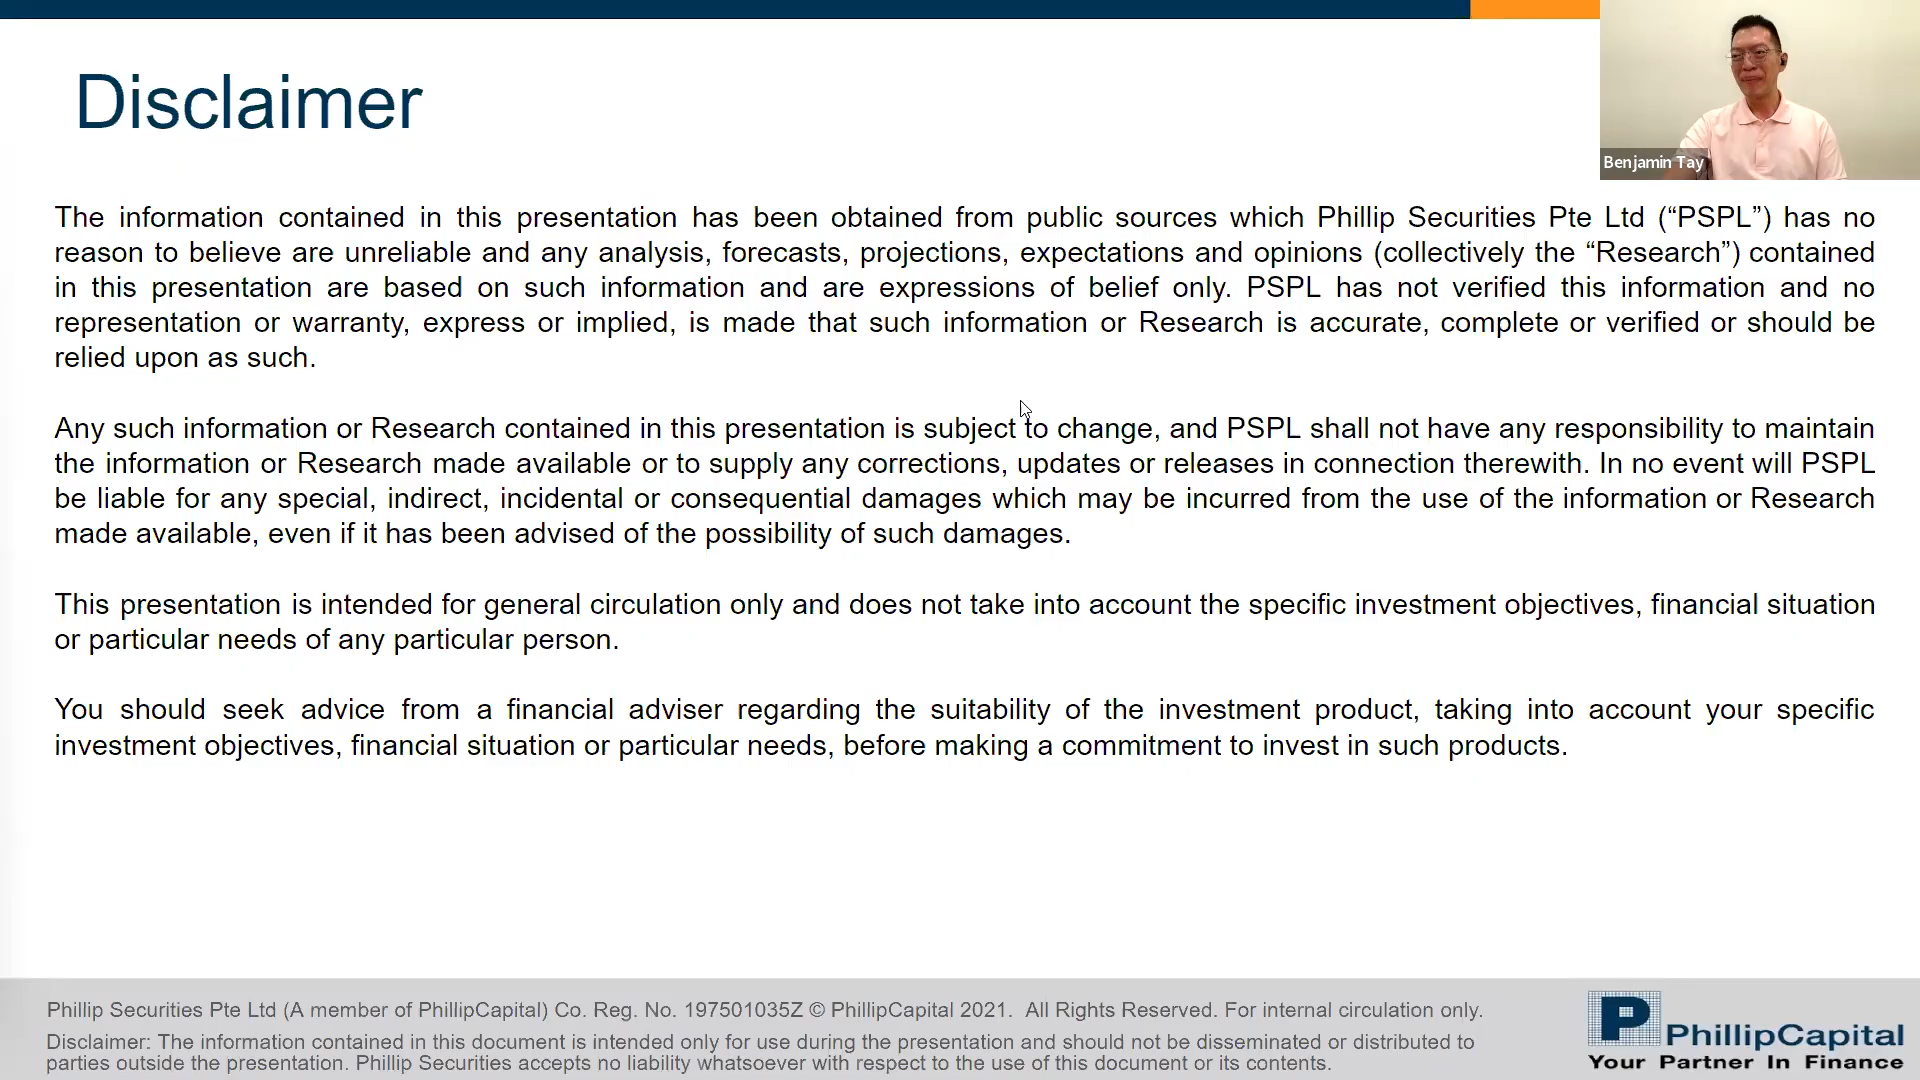 Disclaimer
Benjamin Tay
The information contained in this presentation has been obtained from public sources which Phillip Securities Pte Ltd (“PSPL”) has no
reason to believe are unreliable and any analysis, forecasts, projections, expectations and opinions (collectively the “Research”) contained
in this presentation are based on such information and are expressions of belief only. PSPL has not verified this information and no
representation or warranty, express or implied, is made that such information or Research is accurate, complete or verified or should be
relied upon as such.
Any such information or Research contained in this presentation is subject to change, and PSPL shall not have any responsibility to maintain
the information or Research made available or to supply any corrections, updates or releases in connection therewith. In no event will PSPL
be liable for any special, indirect, incidental or consequential damages which may be incurred from the use of the information or Research
made available, even if it has been advised of the possibility of such damages.
This presentation is intended for general circulation only and does not take into account the specific investment objectives, financial situation
or particular needs of any particular person.
You should seek advice from a financial adviser regarding the suitability of the investment product, taking into account your specific
investment objectives, financial situation or particular needs, before making a commitment to invest in such products.
Phillip Securities Pte Ltd (A member of PhillipCapital) Co. Reg. No. 197501035Z © PhillipCapital 2021. All Rights Reserved. For internal circulation only.
Disclaimer: The information contained in this document is intended only for use during the presentation and should not be disseminated or distributed to
parties outside the presentation. Phillip Securities accepts no liability whatsoever with respect to the use of this document or its contents.
P PhillipCapital
Your Partner In Finance